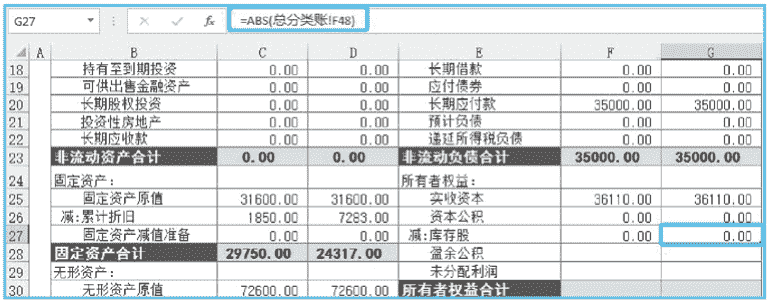 G27 fx =ABS(总分类账!F48)
A B C D E F G
18 持有至到期投资 0.00 0.00 长期借款 0.00 0.00
19 可供出售金融资产 0.00 0.00 应付债券 0.00 0.00
20 长期股权投资 0.00 0.00 长期应付款 35000.00 35000.00
21 投资性房地产 0.00 0.00 预计负债 0.00 0.00
22 长期应收款 0.00 0.00 递延所得税负债 0.00 0.00
23 非流动资产合计 0.00 0.00 非流动负债合计 35000.00 35000.00
24 固定资产： 所有者权益：
25 固定资产原值 31600.00 31600.00 实收资本 36110.00 36110.00
26 减:累计折旧 1850.00 7283.00 资本公积 0.00 0.00
27 固定资产减值准备 0.00 0.00 减:库存股 0.00 0.00
28 固定资产合计 29750.00 24317.00 盈余公积
29 无形资产： 未分配利润
30 无形资产原值 72600.00 72600.00 所有者权益合计